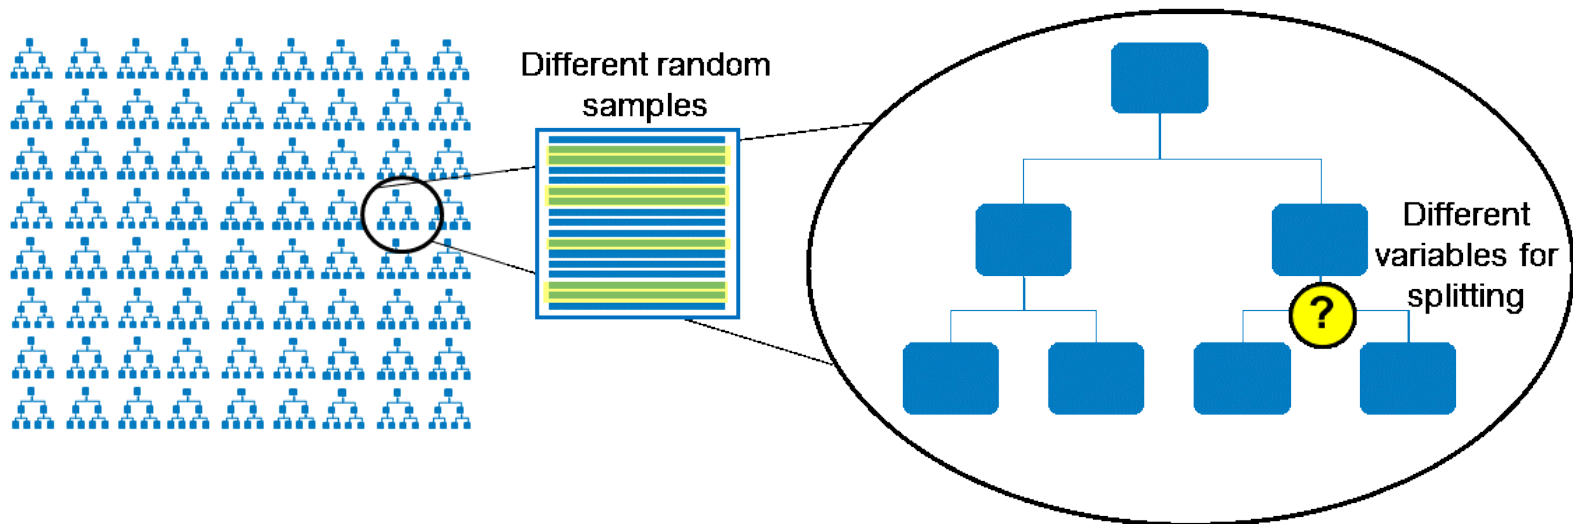 Different random
samples
Different
variables for
splitting
?